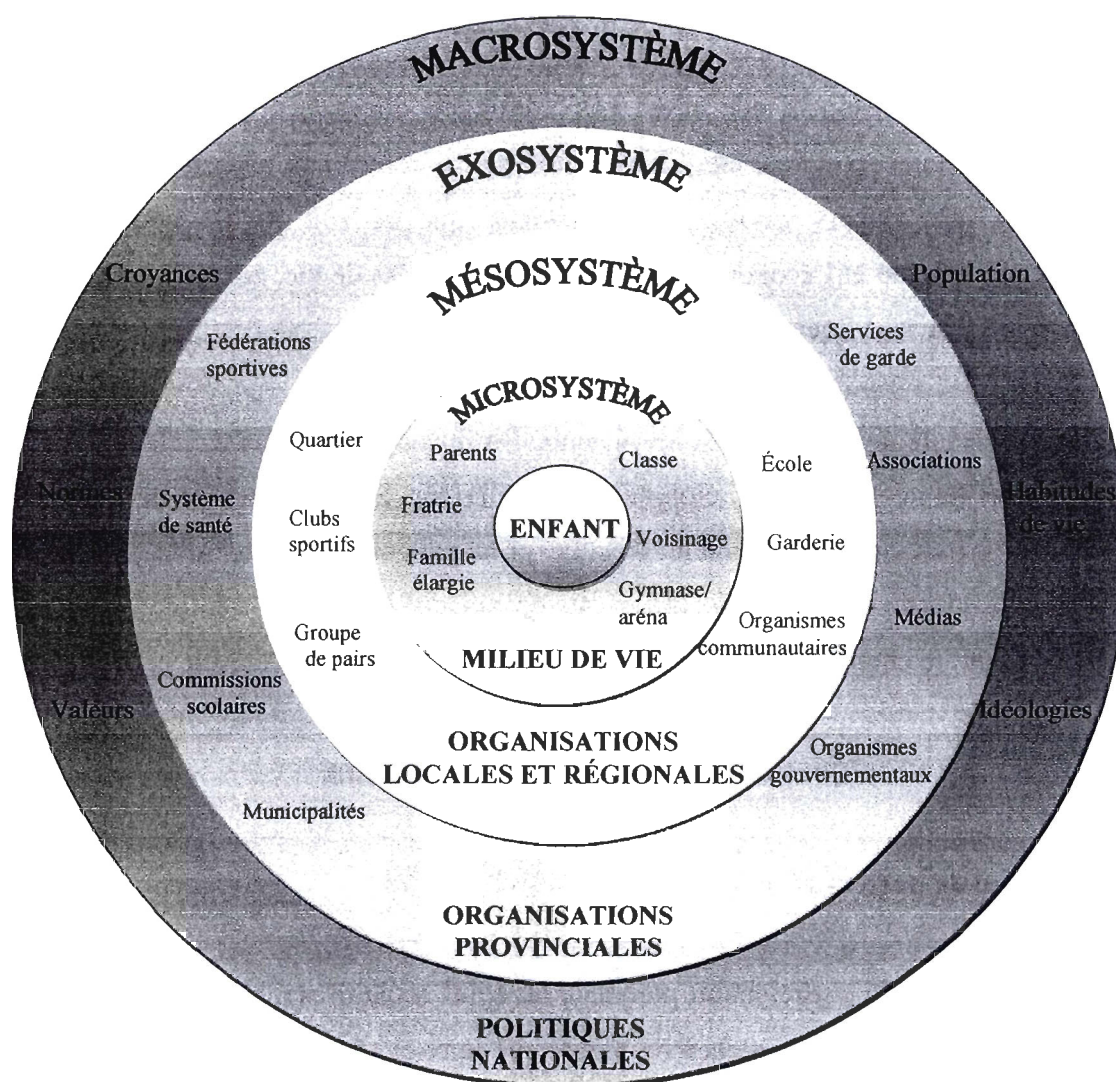 MACROSYSTÈME
EXOSYSTÈME
MÉSOSYSTÈME
MICROSYSTÈME
Croyances
Population
Fédérations
sportives
Services
de garde
Quartier
Parents
Classe
École
Associations
Normes
Système
de santé
Clubs
sportifs
Fratrie
ENFANT
Voisinage
Garderie
Habitudes
de vie
Famille
élargie
Gymnase/
aréna
Groupe
de pairs
Organismes
communautaires
Médias
MILIEU DE VIE
Commissions
scolaires
Valeurs
Idéologies
ORGANISATIONS
LOCALES ET RÉGIONALES
Organismes
gouvernementaux
Municipalités
ORGANISATIONS
PROVINCIALES
POLITIQUES
NATIONALES